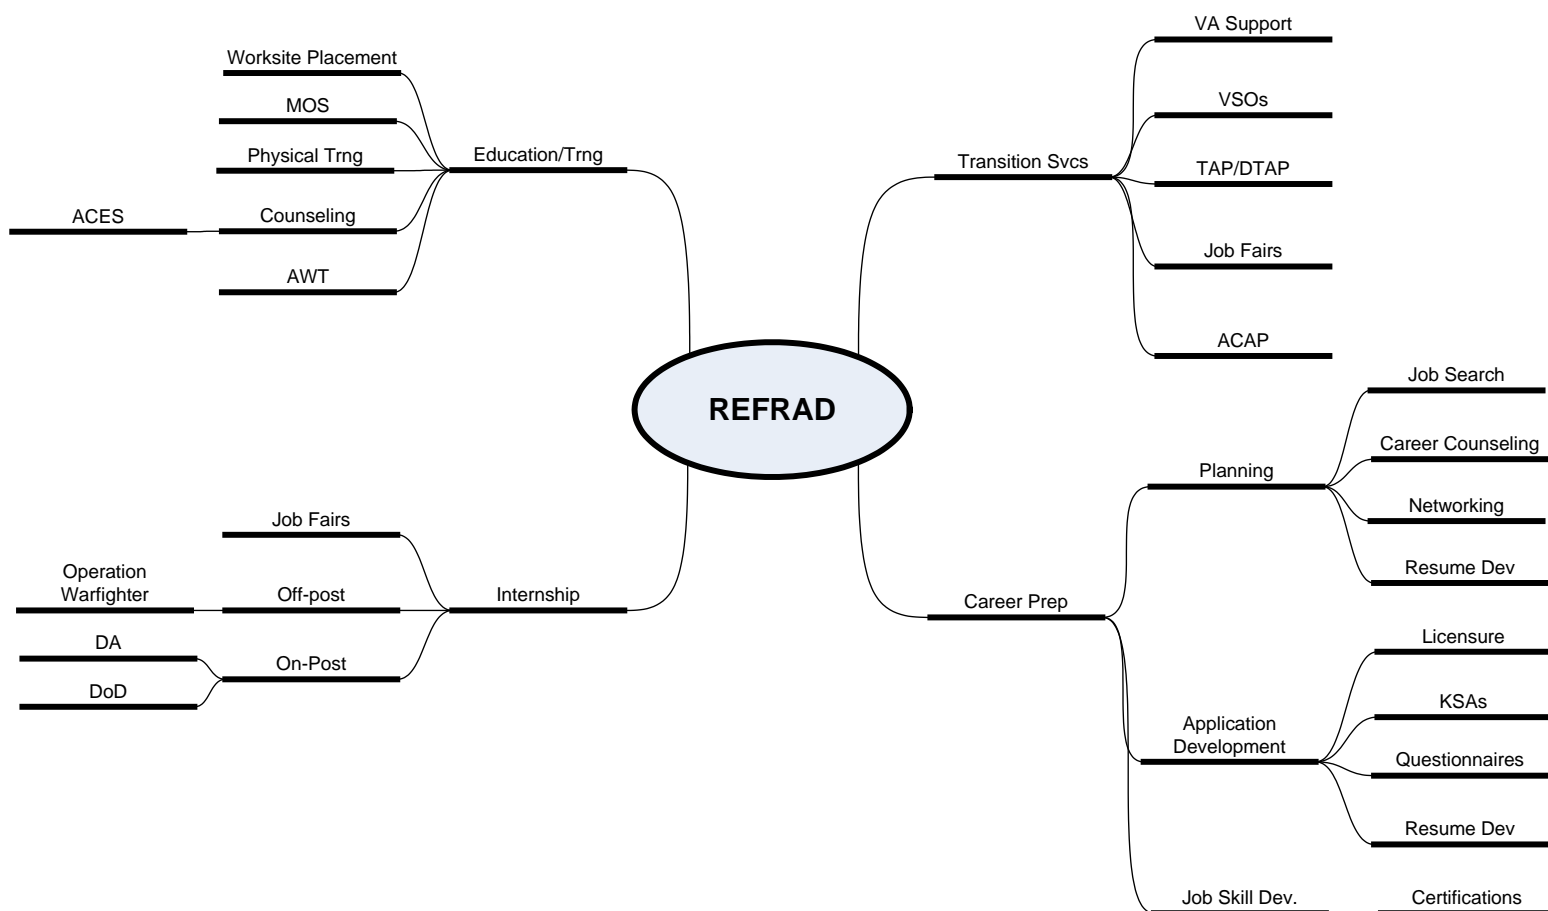 Worksite Placement
MOS
Physical Trng
Counseling
ACES
AWT
Education/Trng
VA Support
VSOs
TAP/DTAP
Job Fairs
ACAP
Transition Svcs
REFRAD
Job Fairs
Operation
Warfighter
Off-post
DA
DoD
On-Post
Internship
Career Prep
Planning
Job Search
Career Counseling
Networking
Resume Dev
Application
Development
Licensure
KSAs
Questionnaires
Resume Dev
Job Skill Dev.
Certifications